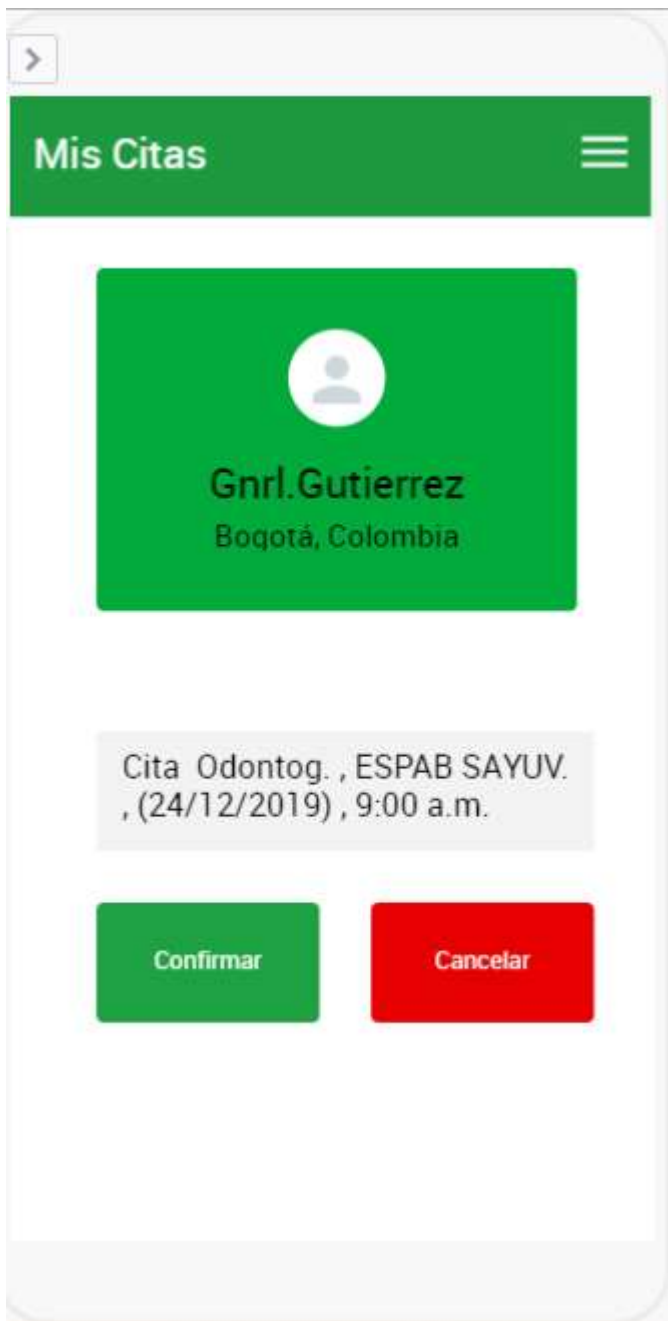 Mis Citas
Gnrl.Gutierrez
Bogotá, Colombia
Cita Odontog. , ESPAB SAYUV.
, (24/12/2019) , 9:00 a.m.
Confirmar
Cancelar